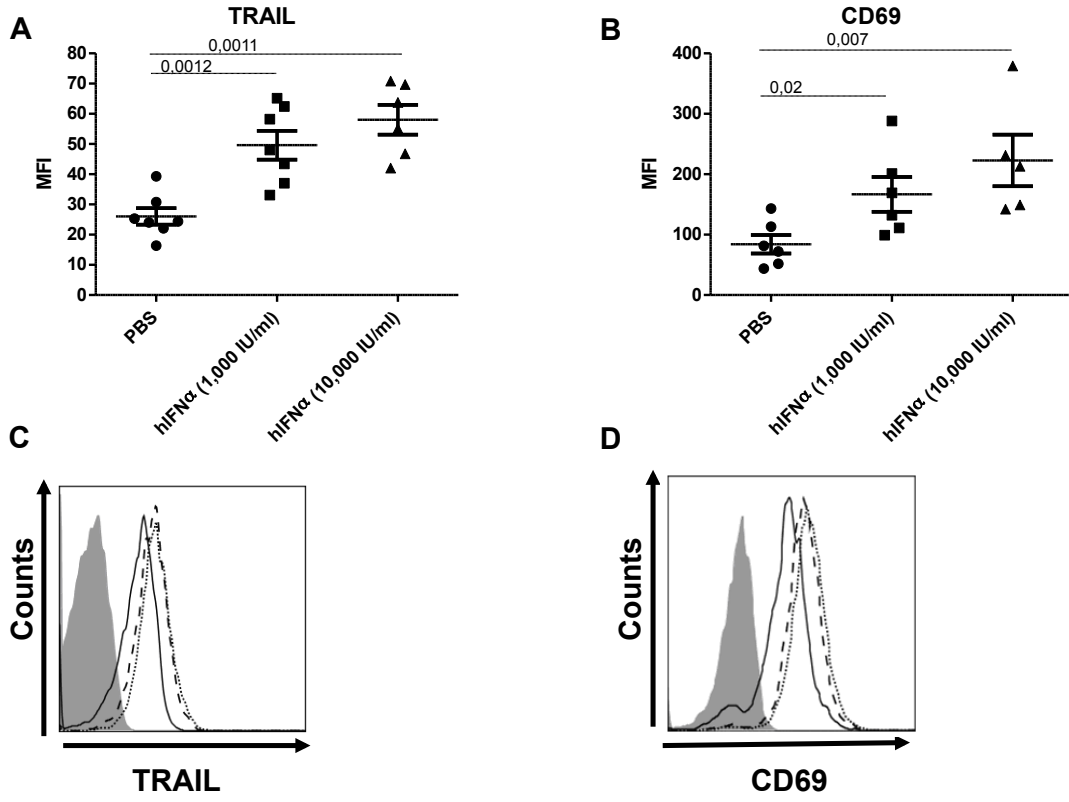 A
TRAIL
0,0011
0,0012
MFI
80
70
60
50
40
30
20
10
0
PBS
hIFNα (1,000 IU/ml)
hIFNα (10,000 IU/ml)
B
CD69
0,007
0,02
MFI
400
300
200
100
0
PBS
hIFNα (1,000 IU/ml)
hIFNα (10,000 IU/ml)
C
Counts
TRAIL
D
Counts
CD69